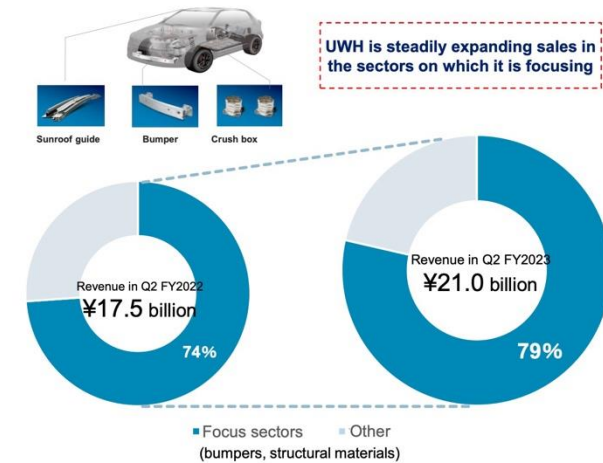 UWH is steadily expanding sales in
the sectors on which it is focusing
Sunroof guide
Bumper
Crush box
Revenue in Q2 FY2022
¥17.5 billion
74%
Revenue in Q2 FY2023
¥21.0 billion
79%
Focus sectors
(bumpers, structural materials)
Other